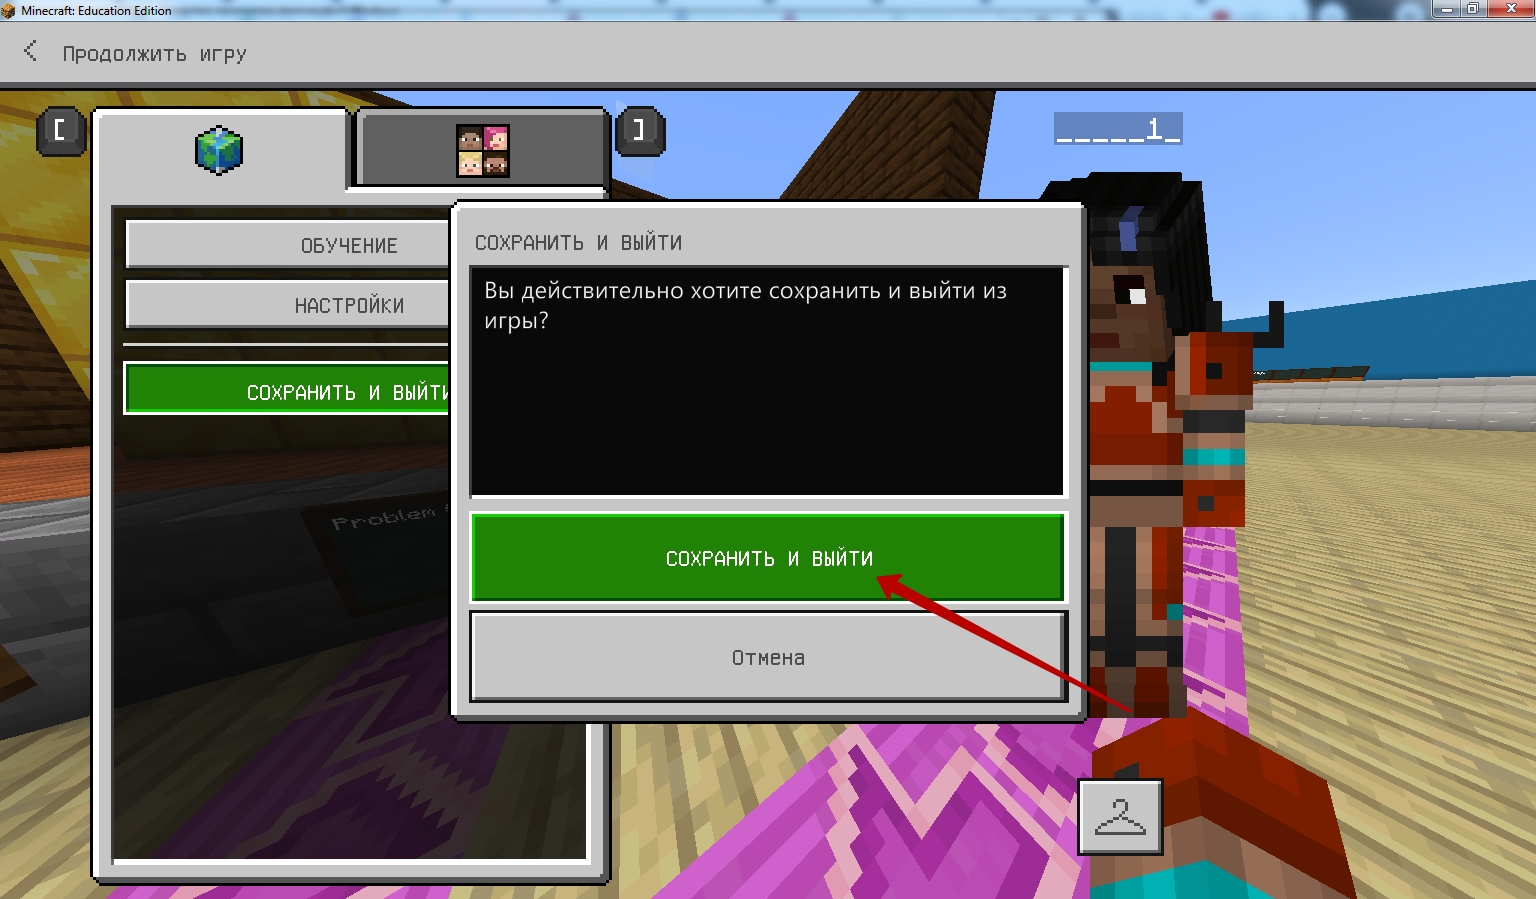 Minecraft: Education Edition
Продолжить игру
[
]
_____1_
ОБУЧЕНИЕ
НАСТРОЙКИ
СОХРАНИТЬ И ВЫЙТИ
СОХРАНИТЬ И ВЫЙТИ
Вы действительно хотите сохранить и выйти из
игры?
СОХРАНИТЬ И ВЫЙТИ
Отмена
Problem